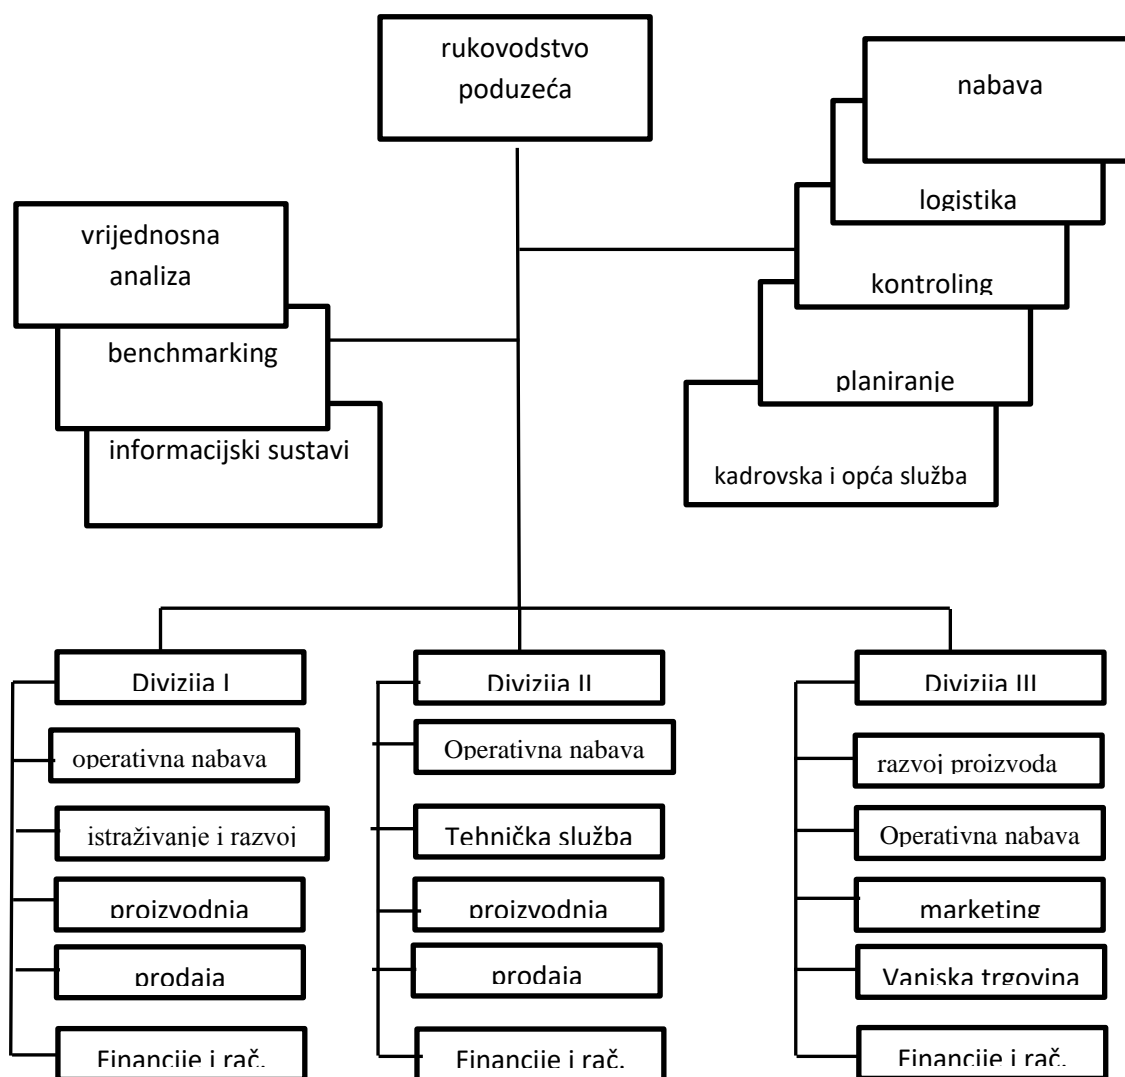 rukovodstvo
poduzeća
nabava
logistika
kontroling
planiranje
kadrovska i opća služba
vrijednosna
analiza
benchmarking
informacijski sustavi
Divizija I
operativna nabava
istraživanje i razvoj
proizvodnja
prodaja
Financije i rač.
Divizija II
Operativna nabava
Tehnička služba
proizvodnja
prodaja
Financije i rač.
Divizija III
razvoj proizvoda
Operativna nabava
marketing
Vanjska trgovina
Financije i rač.